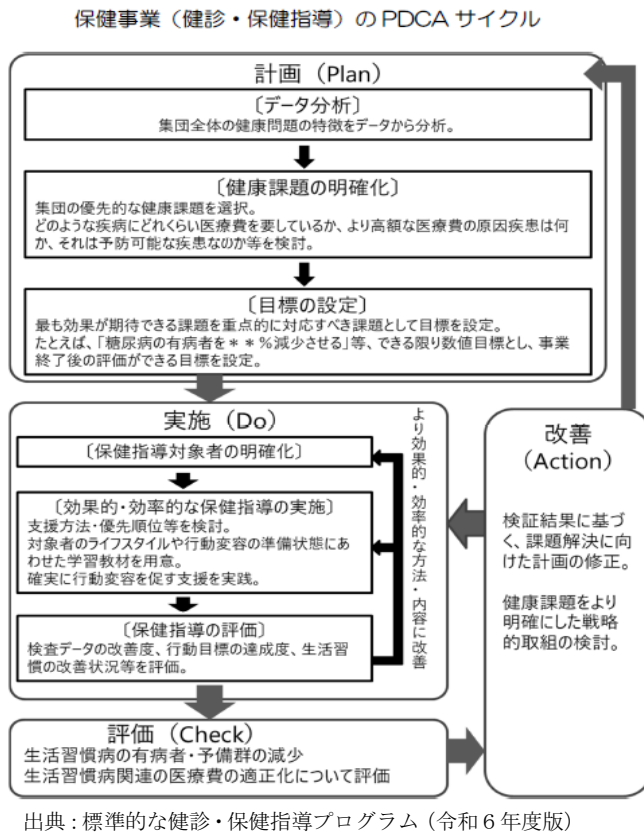 保健事業（健診・保健指導）のPDCAサイクル
計画（Plan）
〔データ分析〕
集団全体の健康問題の特徴をデータから分析。
〔健康課題の明確化〕
集団の優先的な健康課題を選択。
どのような疾病にどれくらい医療費を要しているか、より高額な医療費の原因疾患は何
か、それは予防可能な疾患なのか等を検討。
〔目標の設定〕
最も効果が期待できる課題を重点的に対応すべき課題として目標を設定。
たとえば、「糖尿病の有病者を＊＊％減少させる」等、できる限り数値目標とし、事業
終了後の評価ができる目標を設定。
実施（Do）
〔保健指導対象者の明確化〕
〔効果的・効率的な保健指導の実施〕
支援方法・優先順位等を検討。
対象者のライフスタイルや行動変容の準備状態にあ
わせた学習教材を用意。
確実に行動変容を促す支援を実践。
〔保健指導の評価〕
検査データの改善度、行動目標の達成度、生活習
慣の改善状況等を評価。
より効果的・効率的な方法・内容に改善
評価（Check）
生活習慣病の有病者・予備群の減少
生活習慣病関連の医療費の適正化について評価
改善
（Action）
検証結果に基づ
く、課題解決に向
けた計画の修正。
健康課題をより
明確にした戦略
的取組の検討。
出典：標準的な健診・保健指導プログラム（令和６年度版）